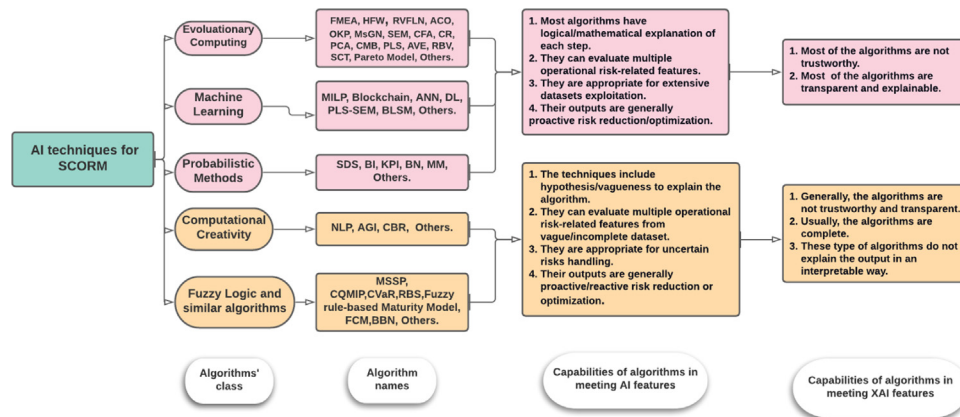 AI techniques for
SCORM
Evoluationary
Computing
Machine
Learning
Probabilistic
Methods
Computational
Creativity
Fuzzy Logic and
similar algorithms
FMEA, HFW, RVFLN, ACO,
OKP, MsGN, SEM, CFA, CR,
PCA, CMB, PLS, AVE, RBV,
SCT, Pareto Model, Others.
MILP, Blockchain, ANN, DL,
PLS-SEM, BLSM, Others.
SDS, BI, KPI, BN, MM,
Others.
NLP, AGI, CBR, Others.
MSSP,
CQMIP,CVaR,RBS,Fuzzy
rule-based Maturity Model,
FCM,BBN, Others.
1. Most algorithms have
logical/mathematical explanation
of each step.
2. They can evaluate multiple
operational risk-related features.
3. They are appropriate for extensive
datasets exploitation.
4. Their outputs are generally
proactive risk reduction/optimization.
1. The techniques include
hypothesis/vagueness to explain the
algorithm.
2. They can evaluate multiple operational
risk-related features from
vague/incomplete dataset.
3. They are appropriate for uncertain
risks handling.
4. Their outputs are generally
proactive/reactive risk reduction or
optimization.
1. Most of the algorithms are not
trustworthy.
2. Most of the algorithms are
transparent and explainable.
1. Generally, the algorithms are
not trustworthy and transparent.
2. Usually, the algorithms are
complete.
3. These type of algorithms do not
explain the output in an
interpretable way.
Algorithms'
class
Algorithm
names
Capabilities of algorithms in
meeting AI features
Capabilities of algorithms in
meeting XAI features